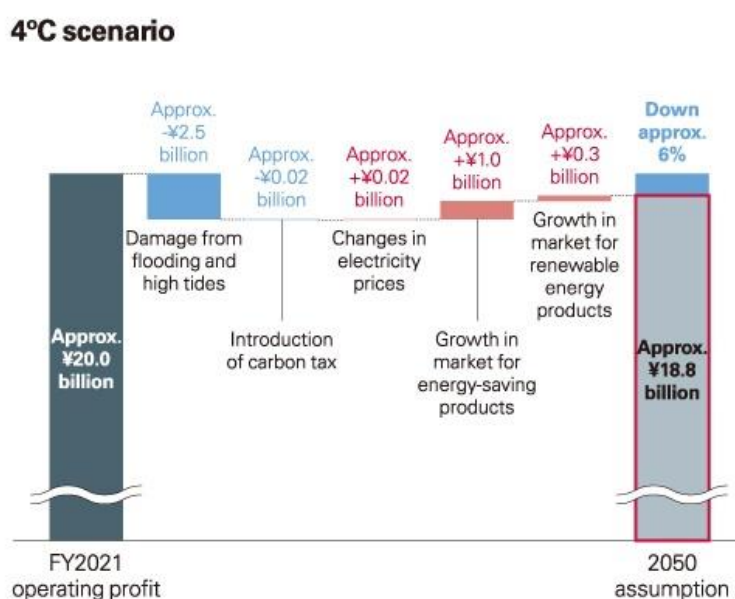 4°C scenario
Approx.
-¥2.5
billion
Approx.
-¥0.02
billion
Approx.
+¥0.02
billion
Approx.
+¥1.0
billion
Approx.
+¥0.3
billion
Down
approx.
6%
Damage from
flooding and
high tides
Introduction
of carbon tax
Changes in
electricity
prices
Growth in
market for
energy-saving
products
Growth in
market for
renewable
energy
products
Approx.
¥20.0
billion
Approx.
¥18.8
billion
FY2021
operating profit
2050
assumption